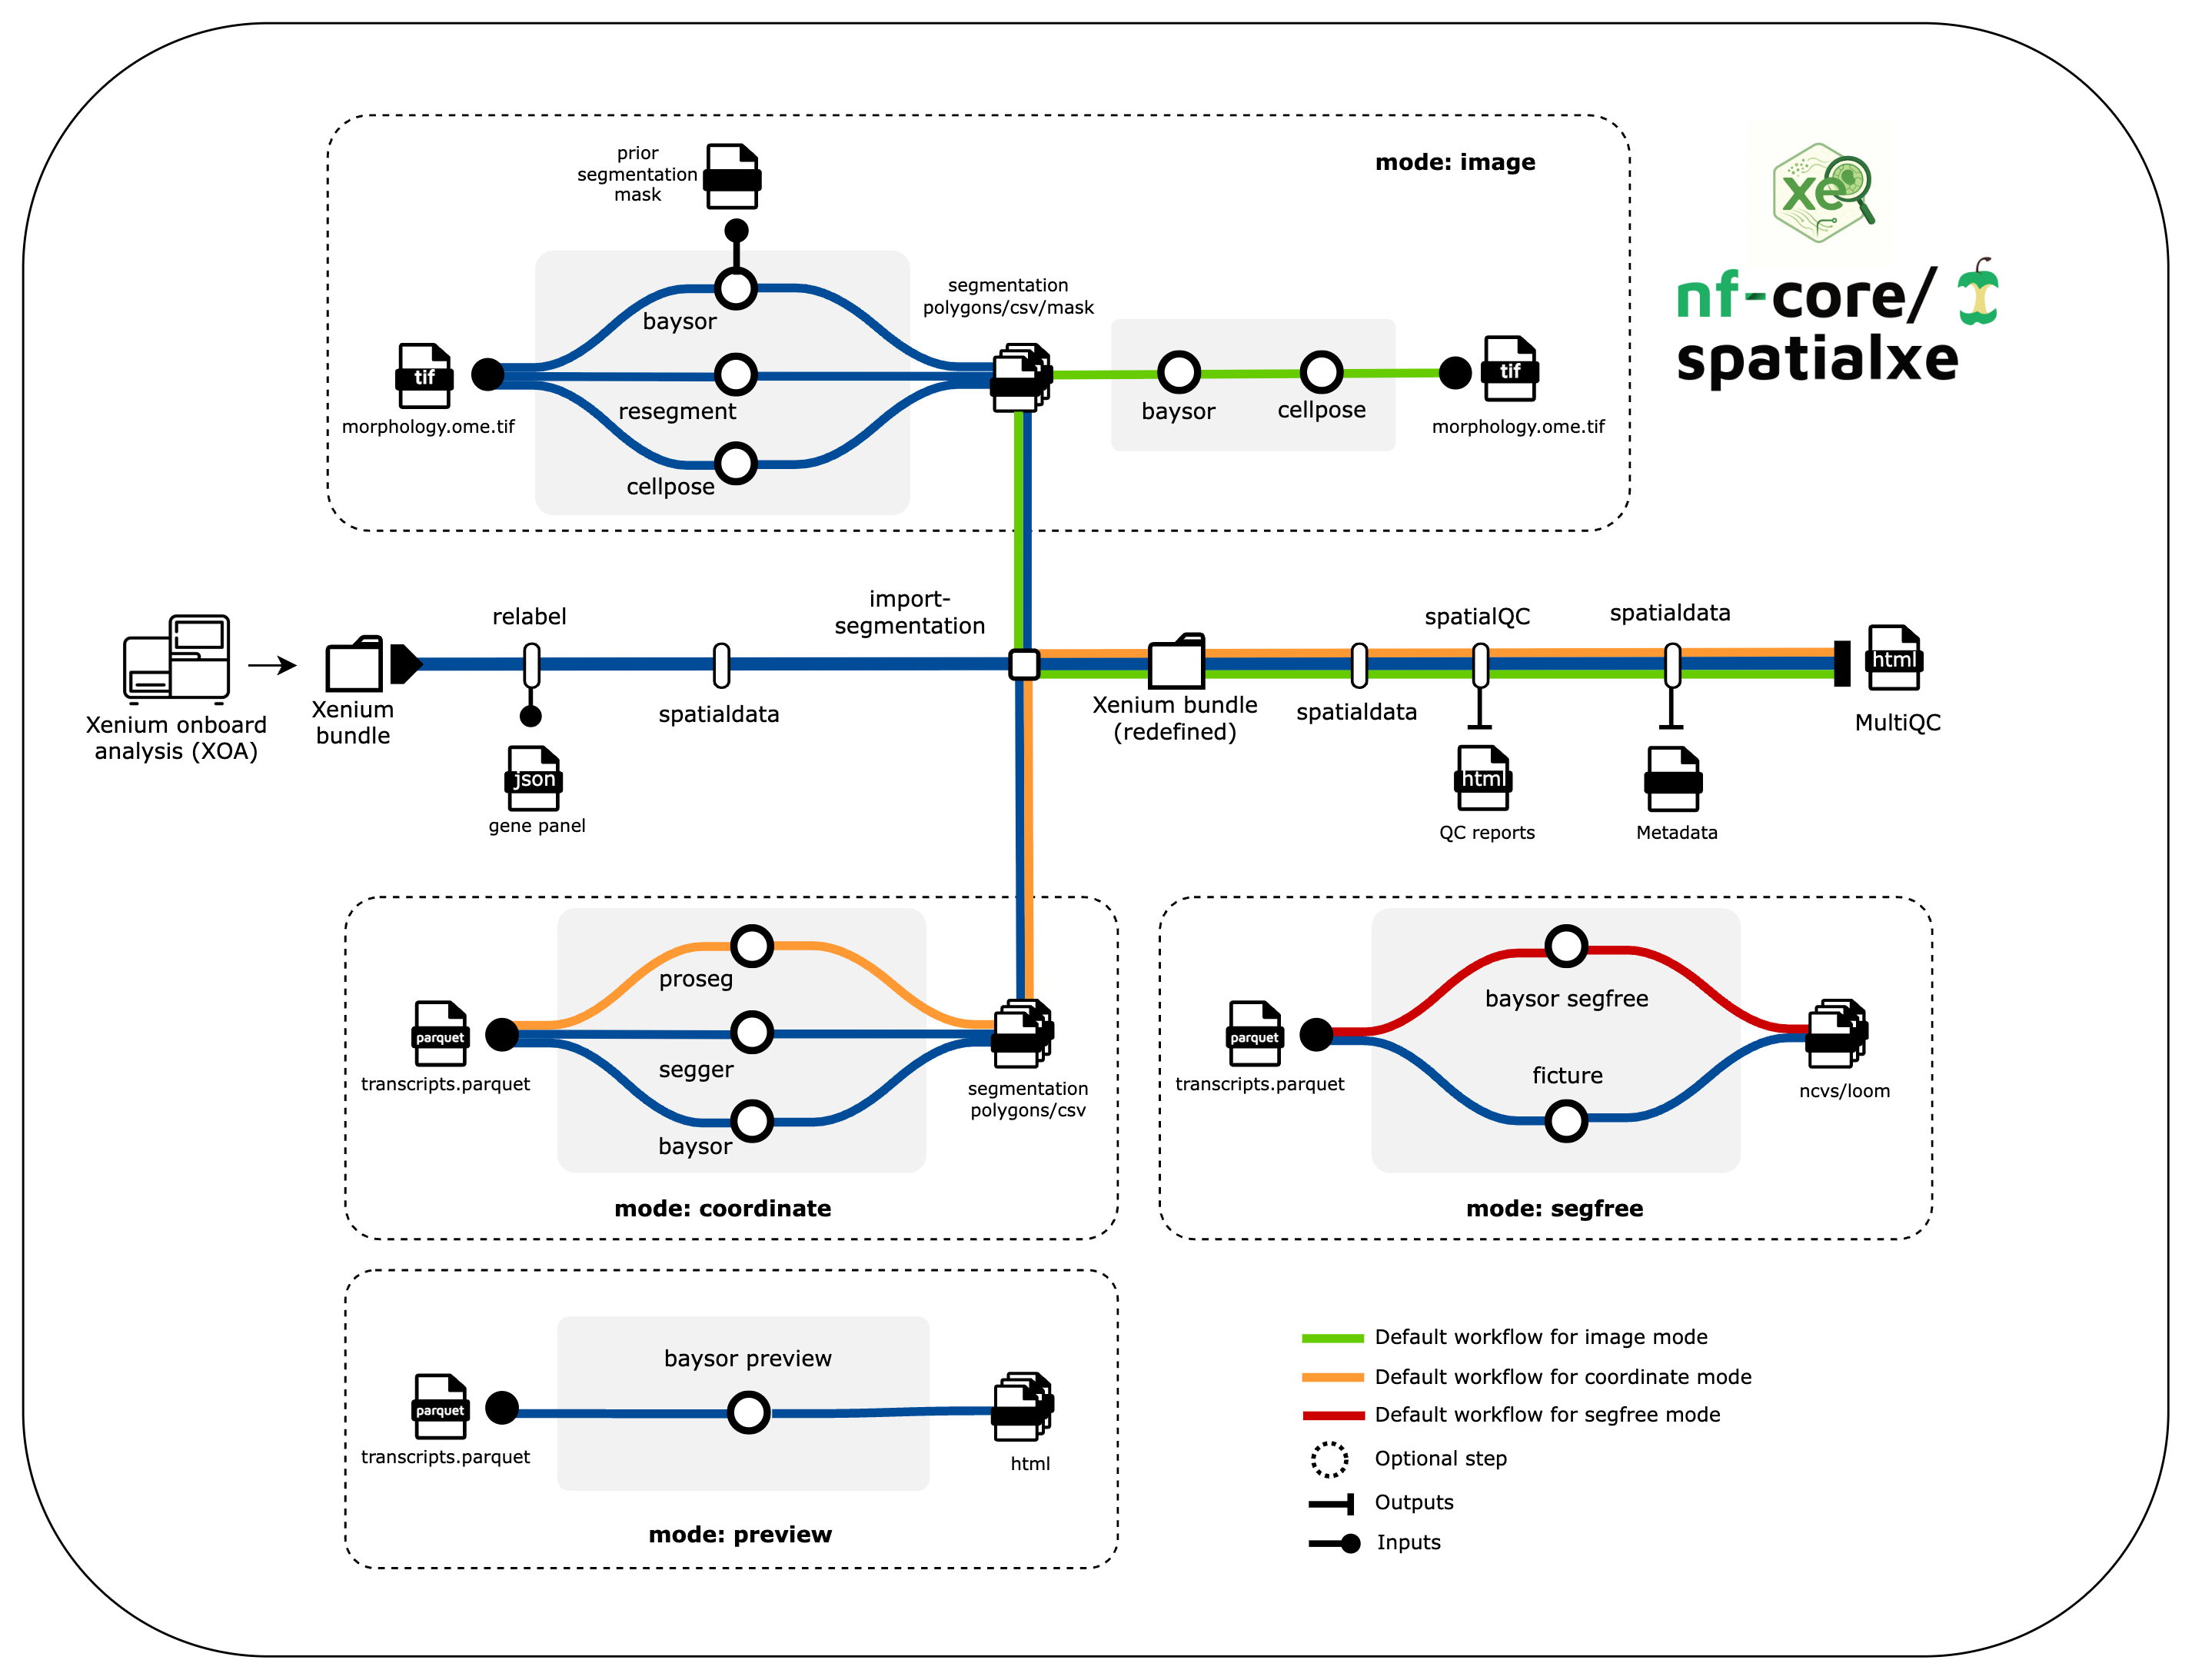 prior
segmentation
mask
mode: image
xe
nf-core/
spatialxe
baysor
segmentation
polygons/csv/mask
tif
morphology.ome.tif
resegment
cellpose
baysor
cellpose
tif
morphology.ome.tif
relabel
import-
segmentation
spatialQC
spatialdata
html
Xenium onboard
analysis (XOA)
Xenium
bundle
spatialdata
Xenium bundle
(redefined)
spatialdata
MultiQC
json
gene panel
html
QC reports
Metadata
proseg
parquet
transcripts.parquet
segger
baysor
segmentation
polygons/csv
mode: coordinate
baysor segfree
parquet
transcripts.parquet
ficture
ncvs/loom
mode: segfree
baysor preview
parquet
transcripts.parquet
html
mode: preview
Default workflow for image mode
Default workflow for coordinate mode
Default workflow for segfree mode
Optional step
Outputs
Inputs